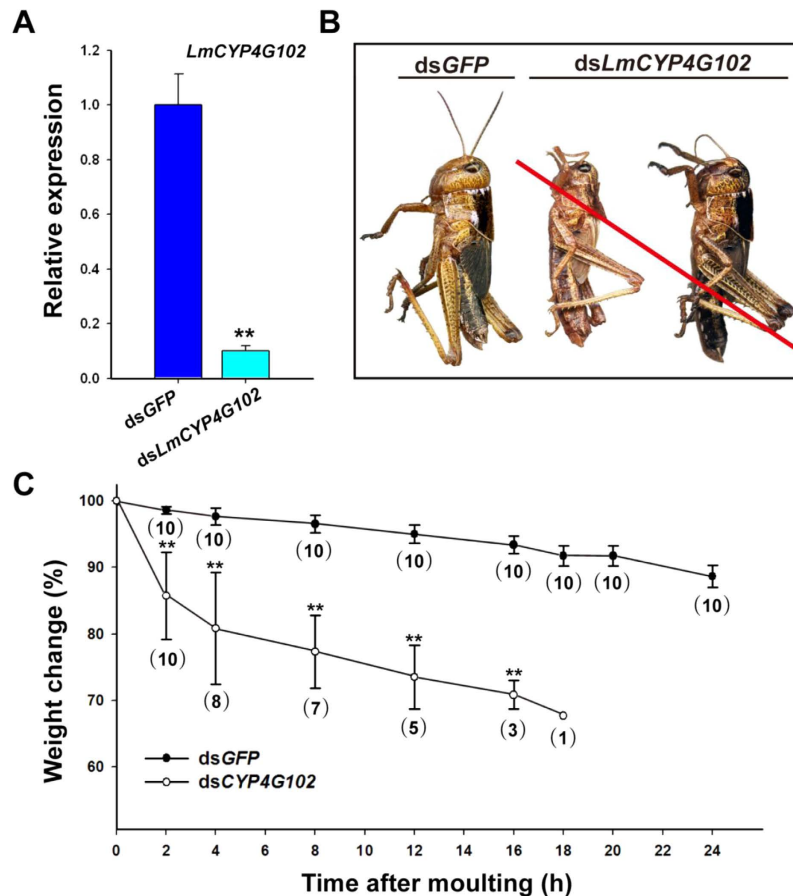 A
LmCYP4G102
Relative expression
1.2
1.0
0.8
0.6
0.4
0.2
0.0
**
dsGFP
dsLmCYP4G102
B
dsGFP
dsLmCYP4G102
C
Weight change (%)
100
90
80
70
60
(10)
(10)
(10)
(10)
(10)
(10)
(10)
(10)
**
**
**
**
**
(10)
(8)
(7)
(5)
(3)
(1)
dsGFP
dsCYP4G102
0 2 4 6 8 10 12 14 16 18 20 22 24
Time after moulting (h)